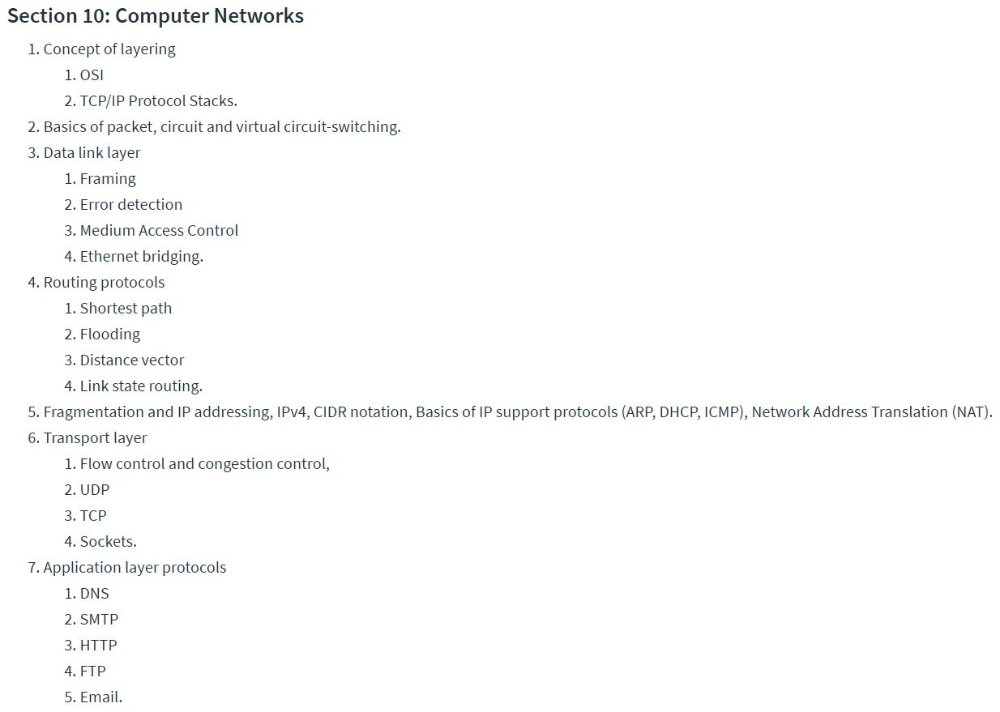 Section 10: Computer Networks
1. Concept of layering
1. OSI
2. TCP/IP Protocol Stacks.
2. Basics of packet, circuit and virtual circuit-switching.
3. Data link layer
1. Framing
2. Error detection
3. Medium Access Control
4. Ethernet bridging.
4. Routing protocols
1. Shortest path
2. Flooding
3. Distance vector
4. Link state routing.
5. Fragmentation and IP addressing, IPv4, CIDR notation, Basics of IP support protocols (ARP, DHCP, ICMP), Network Address Translation (NAT).
6. Transport layer
1. Flow control and congestion control,
2. UDP
3. TCP
4. Sockets.
7. Application layer protocols
1. DNS
2. SMTP
3. HTTP
4. FTP
5. Email.